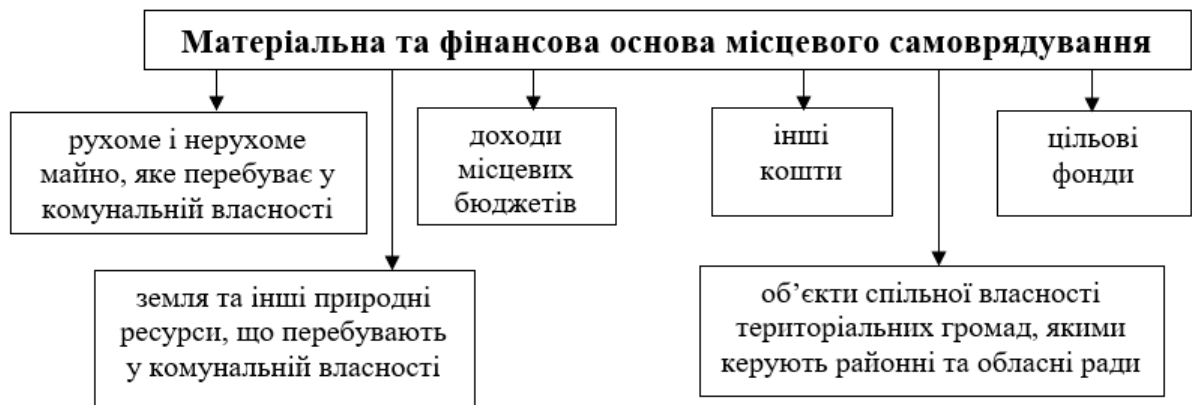 Матеріальна та фінансова основа місцевого самоврядування
рухоме і нерухоме
майно, яке перебуває у
комунальній власності
доходи
місцевих
бюджетів
інші
кошти
цільові
фонди
земля та інші природні
ресурси, що перебувають
у комунальній власності
об’єкти спільної власності
територіальних громад, якими
керують районні та обласні ради